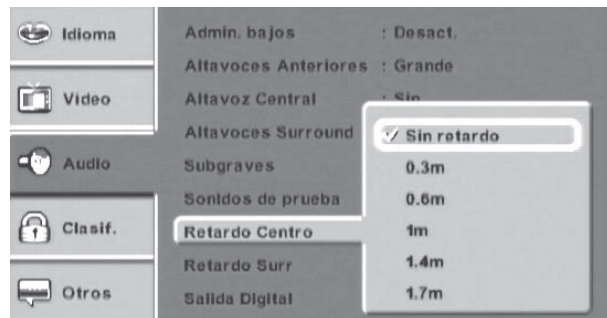 Idioma
Video
Audio
Clasif.
Otros
Admin. bajos : Desact.
Altavoces Anteriores : Grande
Altavoz Central : Sin
Altavoces Surround
Subgraves
Sonidos de prueba
Retardo Centro
Retardo Surr
Salida Digital
Sin retardo
0.3m
0.6m
1m
1.4m
1.7m